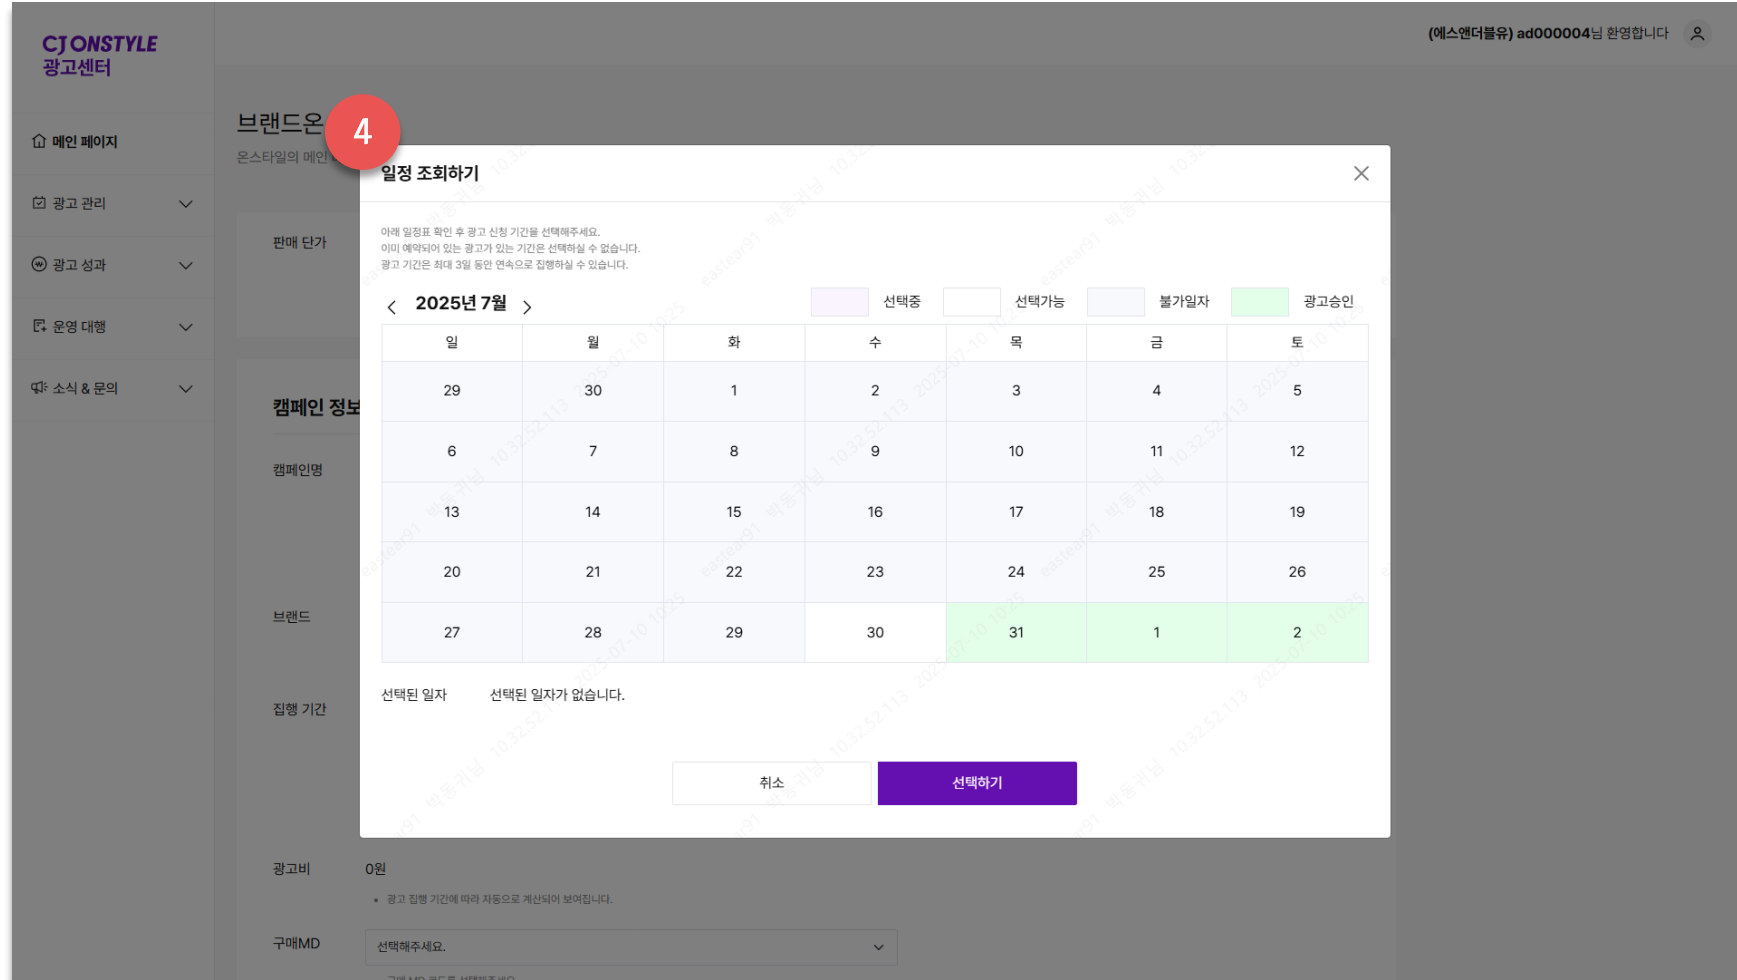 CJ ONSTYLE
광고센터
(에스앤더블유) ad000004님 환영합니다
메인 페이지
광고 관리
광고 성과
운영 대행
소식 & 문의
브랜드온
온스타일의 메인
4
판매 단가
캠페인 정보
캠페인명
브랜드
집행 기간
일정 조회하기
아래 일정표 확인 후 광고 신청 기간을 선택해주세요.
이미 예약되어 있는 광고가 있는 기간은 선택하실 수 없습니다.
광고 기간은 최대 3일 동안 연속으로 집행하실 수 있습니다.
2025년 7월
선택중 선택가능 불가일자 광고승인
일 월 화 수 목 금 토
29 30 1 2 3 4 5
6 7 8 9 10 11 12
13 14 15 16 17 18 19
20 21 22 23 24 25 26
27 28 29 30 31 1 2
선택된 일자 선택된 일자가 없습니다.
취소 선택하기
eastear91 박동귀님 10.32.52.113 2025-07-10 10:25
광고비 0원
광고 집행 기간에 따라 자동으로 계산되어 보여집니다.
구매MD 선택해주세요.